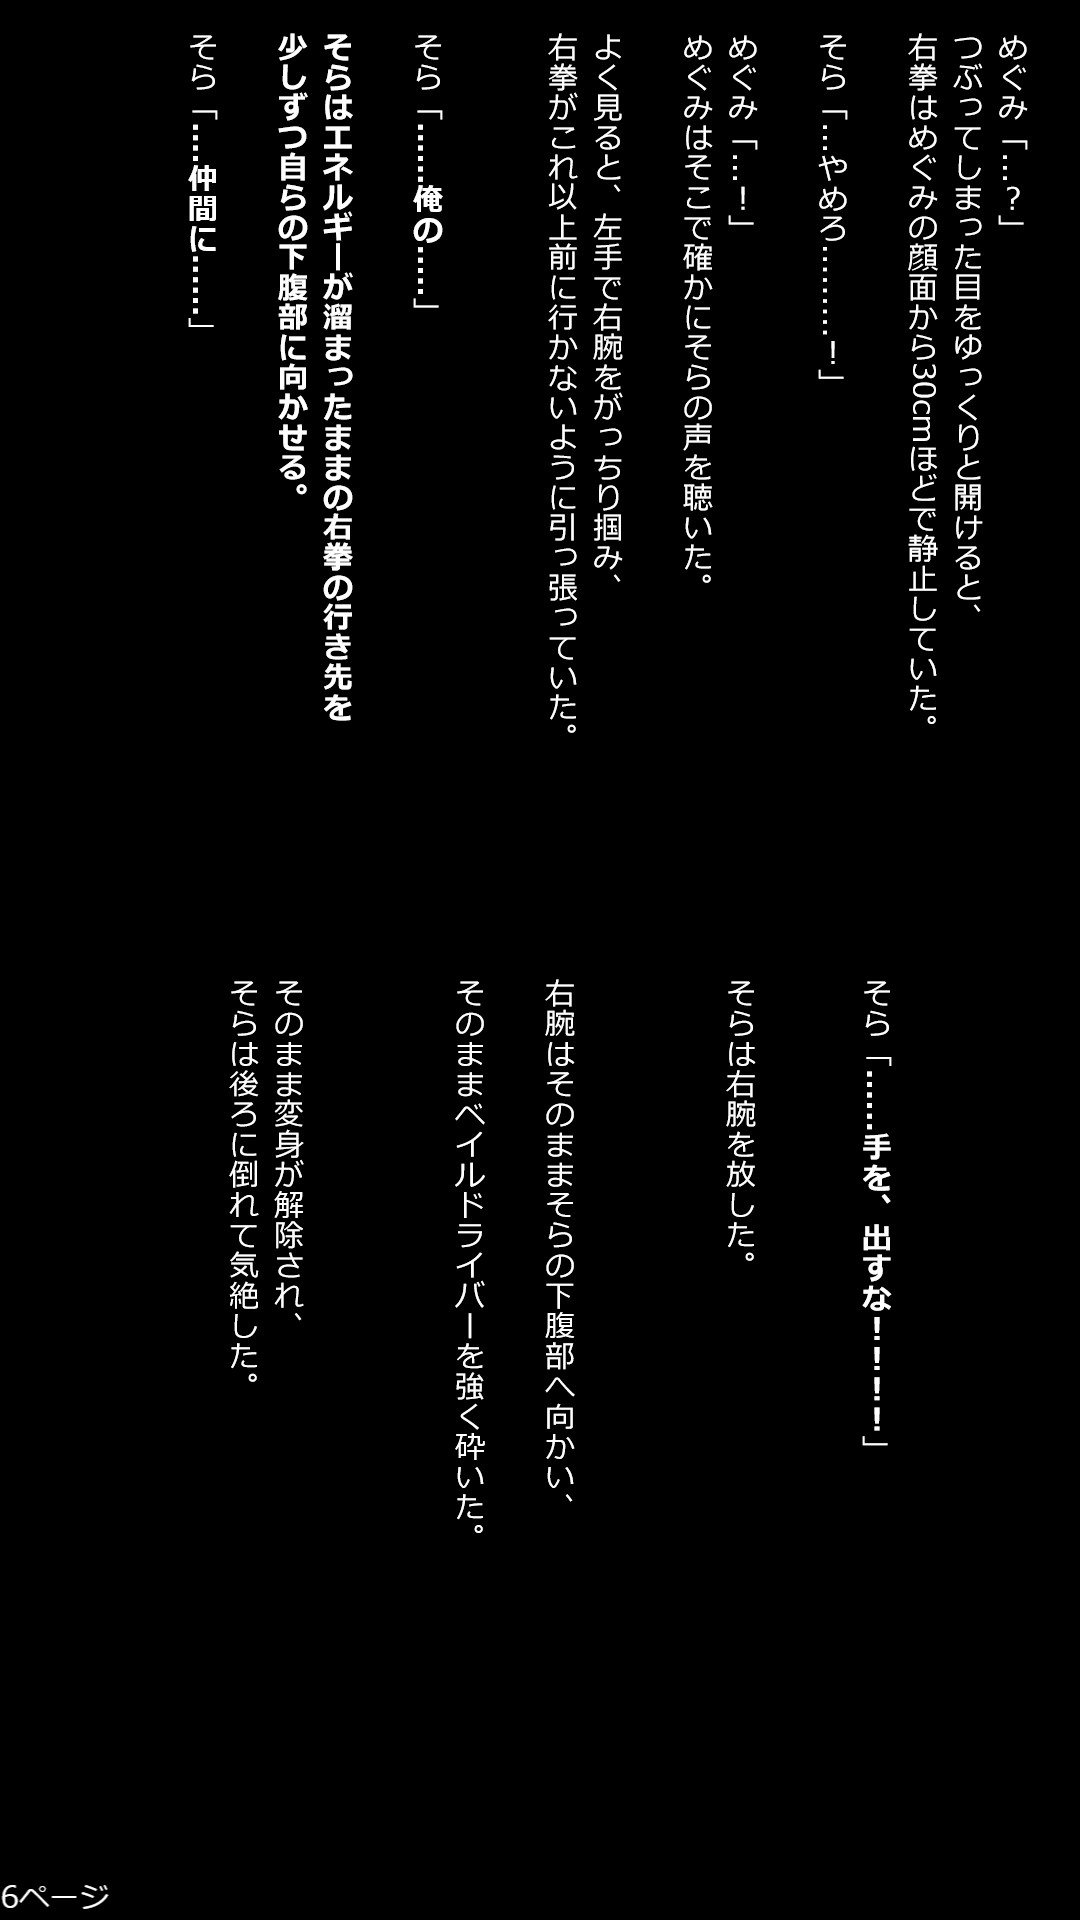 めぐみ「…？」
つぶってしまった目をゆっくりと開けると、
右拳はめぐみの顔面から30cmほどで静止していた。
そら「…やめろ…………！」
めぐみ「…！」
めぐみはそこで確かにそらの声を聴いた。
よく見ると、左手で右腕をがっちり掴み、
右拳がこれ以上前に行かないように引っ張っていた。
そら「……俺の……」
そらはエネルギーが溜まったままの右拳の行き先を
少しずつ自らの下腹部に向かせる。
そら「……仲間に……」
そら「……手を、出すな！！！！」
そらは右腕を放した。
右腕はそのままそらの下腹部へ向かい、
そのままベイルドライバーを強く砕いた。
そのまま変身が解除され、
そらは後ろに倒れて気絶した。
6ページ